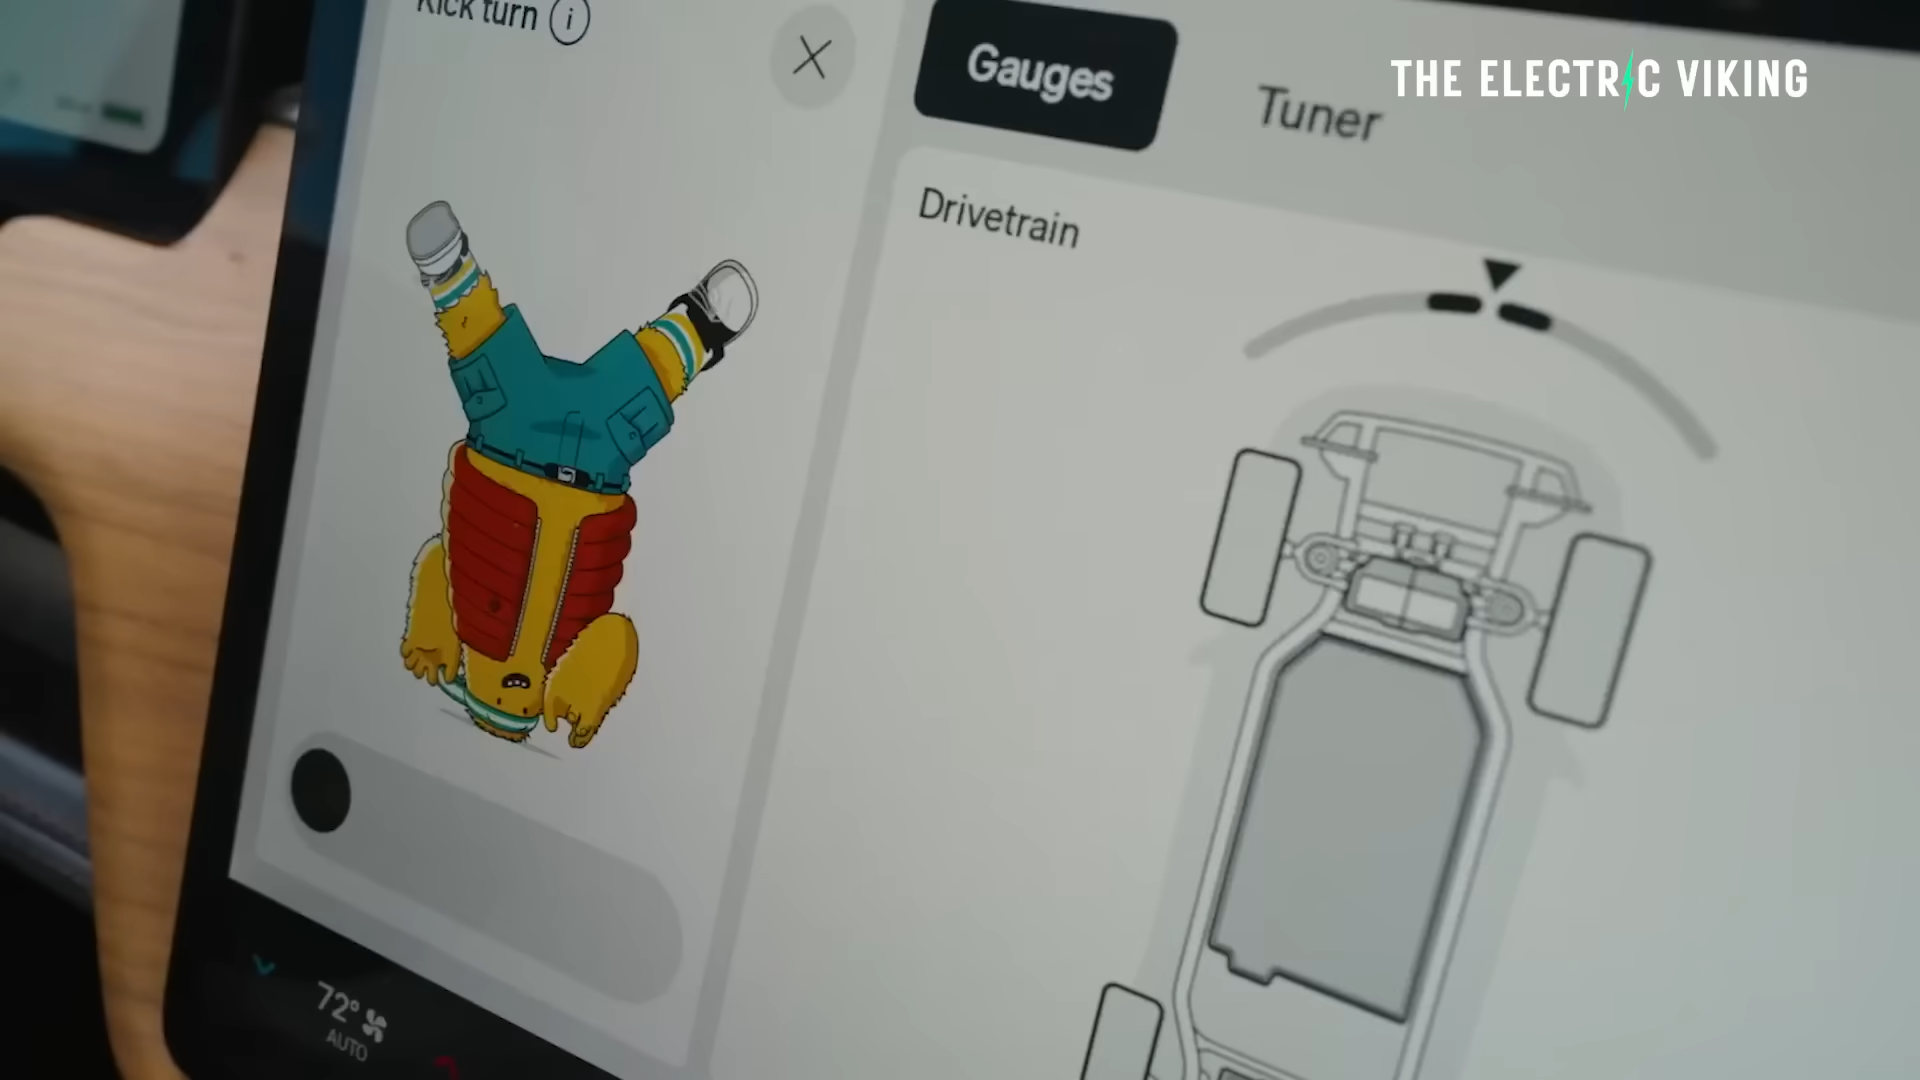 Kick turn
Gauges
Tuner
THE ELECTRIC VIKING
Drivetrain
72°
AUTO